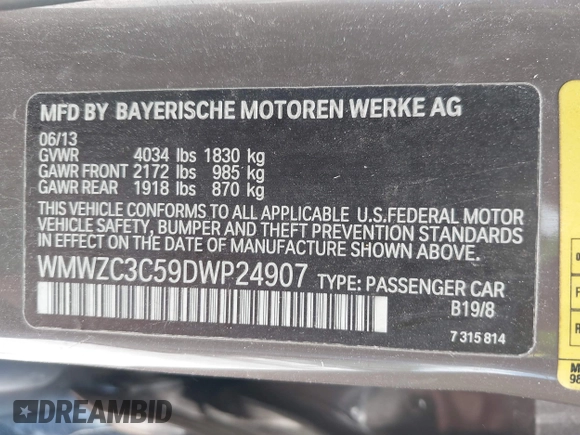 MFD BY BAYERISCHE MOTOREN WERKE AG
06/13
GVWR 4034 lbs 1830 kg
GAWR FRONT 2172 lbs 985 kg
GAWR REAR 1918 lbs 870 kg
THIS VEHICLE CONFORMS TO ALL APPLICABLE U.S.FEDERAL MOTOR
VEHICLE SAFETY, BUMPER AND THEFT PREVENTION STANDARDS
IN EFFECT ON THE DATE OF MANUFACTURE SHOWN ABOVE.
WMWZC3C59DWP24907 TYPE: PASSENGER CAR
B19/8
7 315 814
DREAMBID